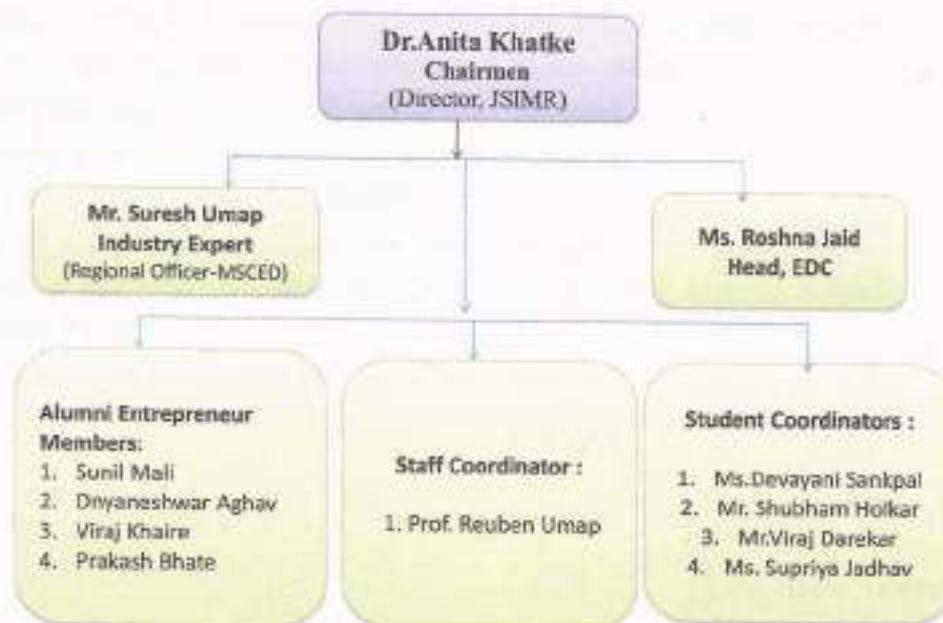 Dr.Anita Khatke
Chairmen
(Director, JSIMR)
Mr. Suresh Umap
Industry Expert
(Regional Officer-MSCED)
Ms. Roshna Jaid
Head, EDC
Alumni Entrepreneur
Members:
1. Sunil Mali
2. Dnyaneshwar Aghav
3. Viraj Khaire
4. Prakash Bhate
Staff Coordinator :
1. Prof. Reuben Umap
Student Coordinators :
1. Ms.Devayani Sankpal
2. Mr. Shubham Holkar
3. Mr.Viraj Darekar
4. Ms. Supriya Jadhav